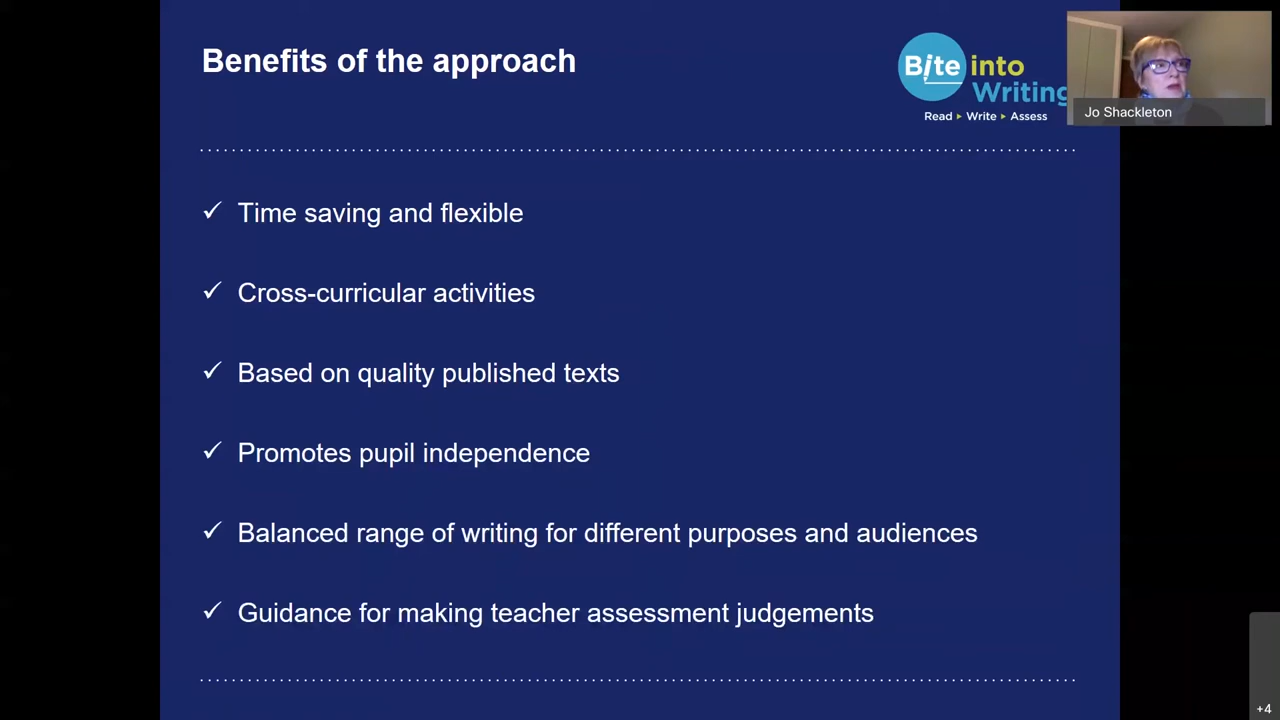 Benefits of the approach
Bite into
Writing
Read ▸ Write ▸ Assess
Jo Shackleton
✓ Time saving and flexible
✓ Cross-curricular activities
✓ Based on quality published texts
✓ Promotes pupil independence
✓ Balanced range of writing for different purposes and audiences
✓ Guidance for making teacher assessment judgements
+4